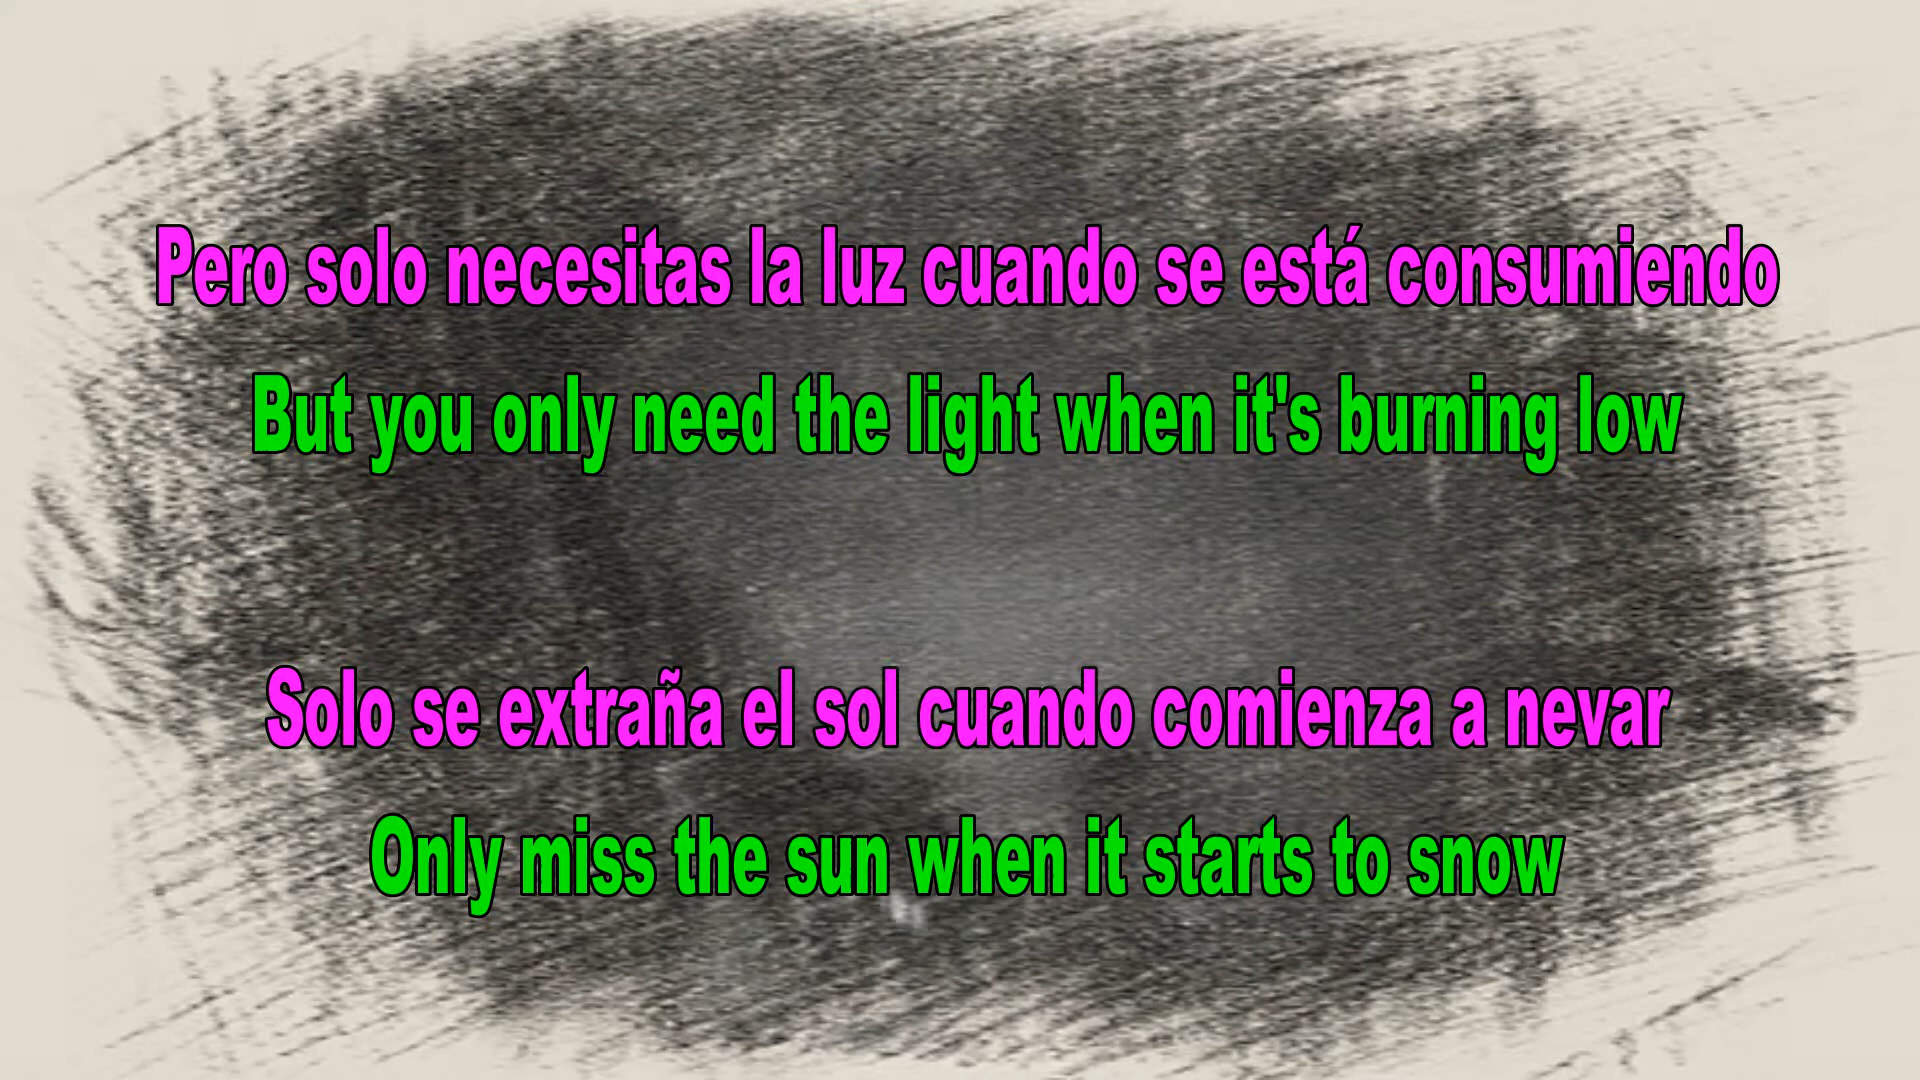 Pero solo necesitas la luz cuando se está consumiendo
But you only need the light when it's burning low
Solo se extraña el sol cuando comienza a nevar
Only miss the sun when it starts to snow